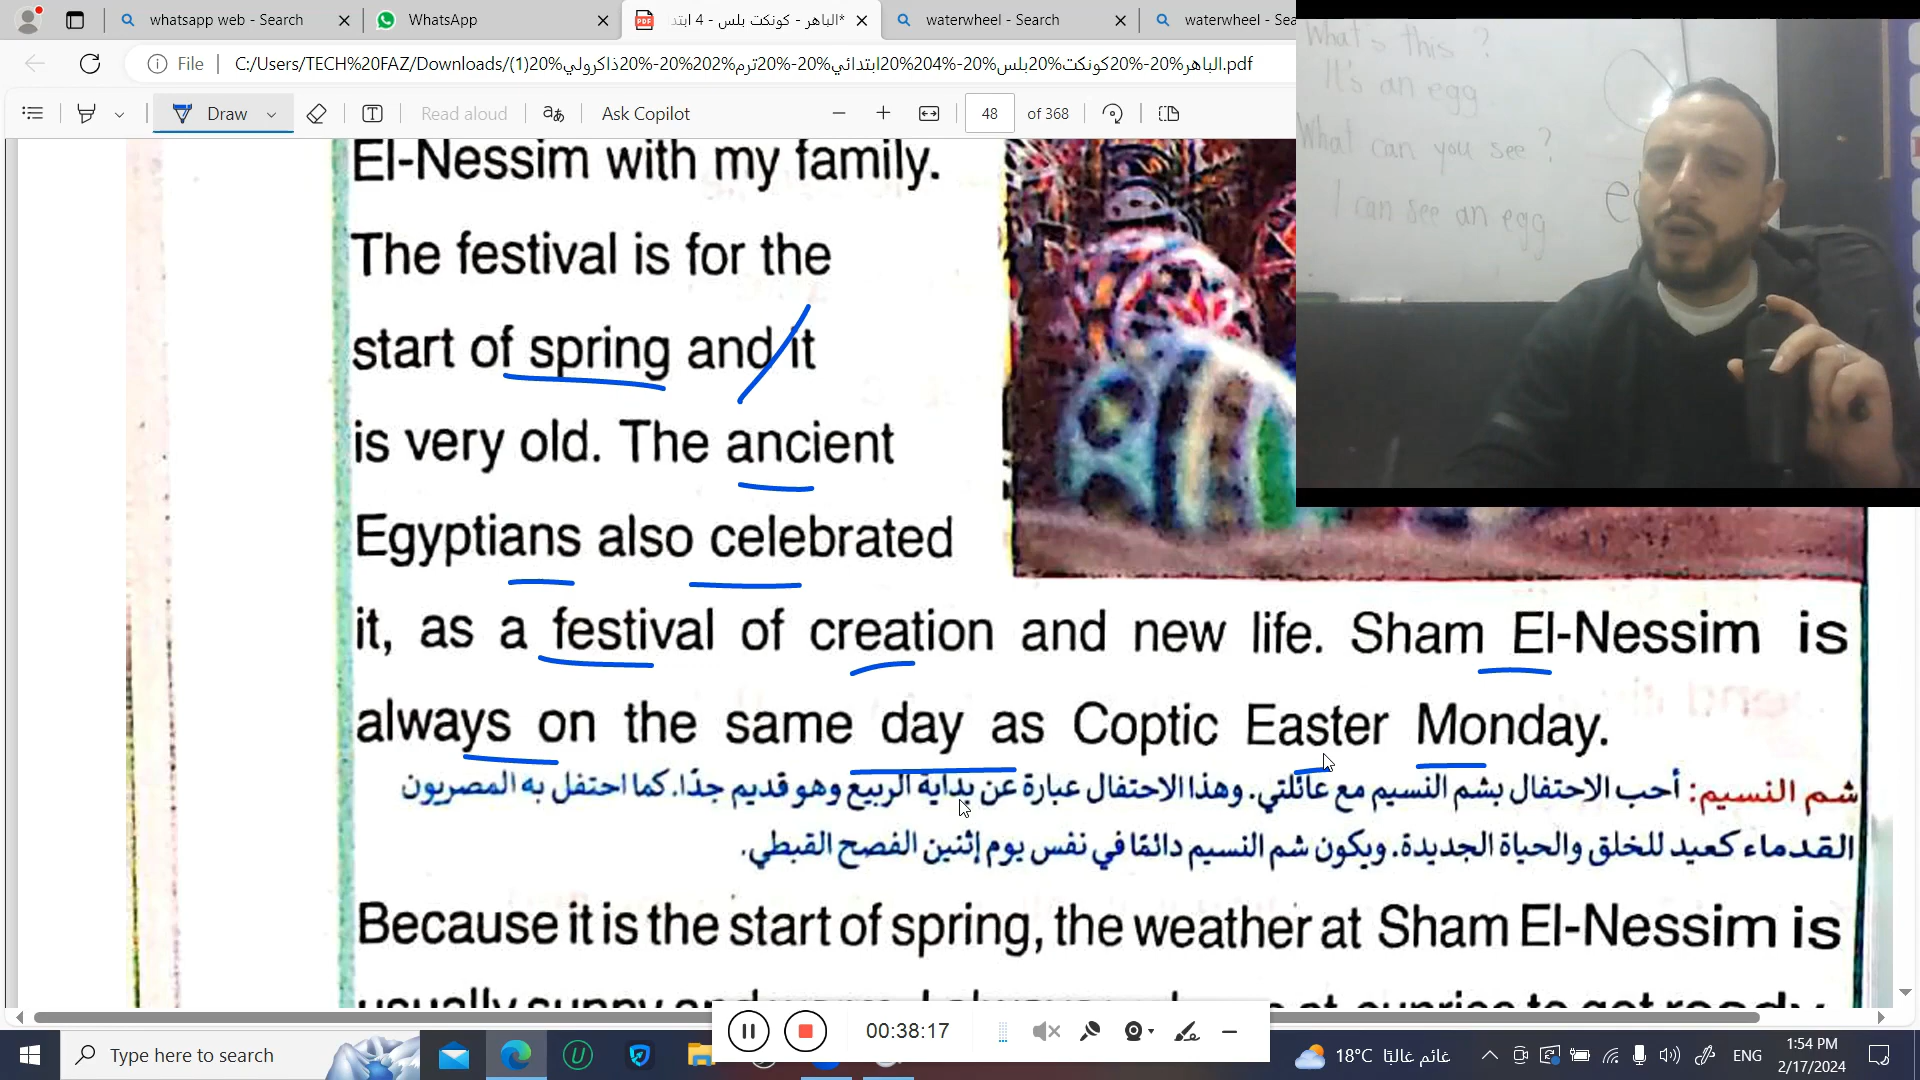 whatsapp web - Search
WhatsApp
*الباهر - كونكت بلس - 4 ابتد
waterwheel - Search
waterwheel - Sea
File
C:/Users/TECH%20FAZ/Downloads/(1)الباهر%20-%20كونكت%20بلس%20-%204%20ابتدائي%20-%20ترم%202%20-%20ذاكرولي%20.pdf
Draw
Read aloud
Ask Copilot
48
of 368
What's this ?
It's an egg
What can you see ?
I can see an egg
El-Nessim with my family.
The festival is for the
start of spring and it
is very old. The ancient
Egyptians also celebrated
it, as a festival of creation and new life. Sham El-Nessim is
always on the same day as Coptic Easter Monday.
شم النسيم: أحب الاحتفال بشم النسيم مع عائلتي. وهذا الاحتفال عبارة عن بداية الربيع وهو قديم جدًا. كما احتفل به المصريون
القدماء كعيد للخلق والحياة الجديدة. ويكون شم النسيم دائمًا في نفس يوم إثنين الفصح القبطي.
Because it is the start of spring, the weather at Sham El-Nessim is
00:38:17
Type here to search
18°C غائم غالبًا
ENG
1:54 PM
2/17/2024